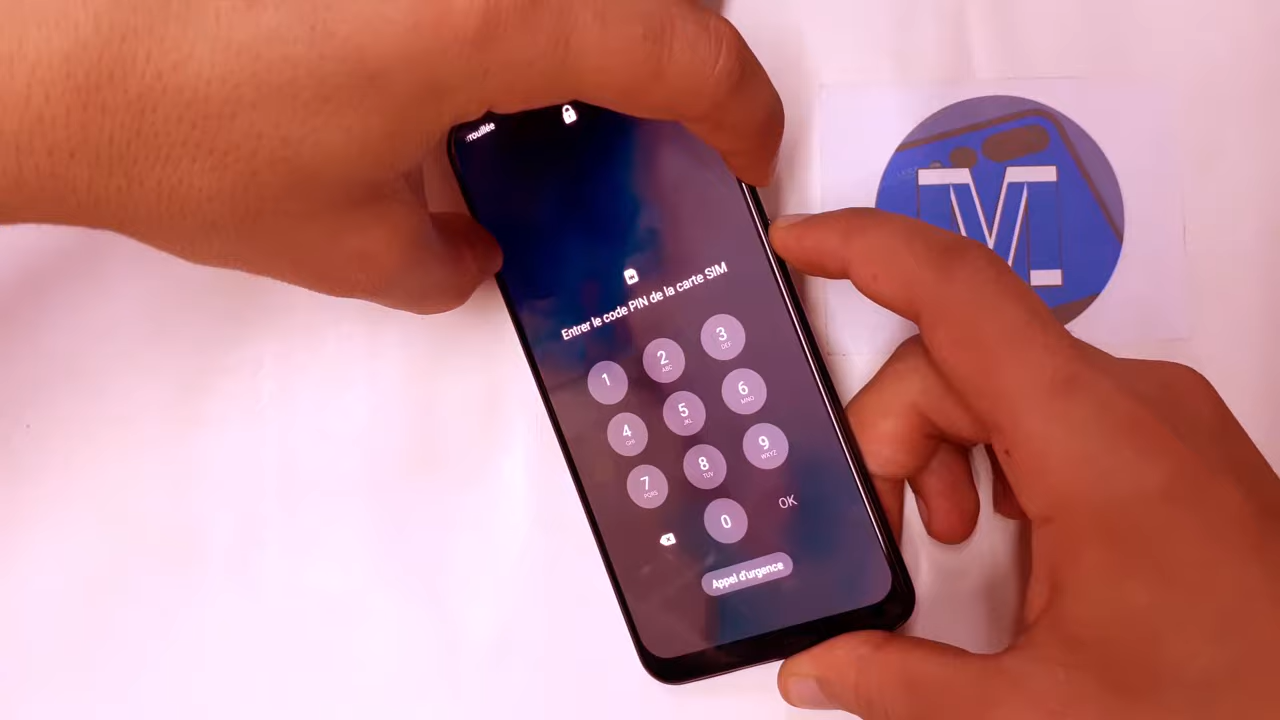 Entrer le code PIN de la carte SIM
1
2 ABC
3 DEF
4 GHI
5 JKL
6 MNO
7 PQRS
8 TUV
9 WXYZ
0
OK
Appel d'urgence
M